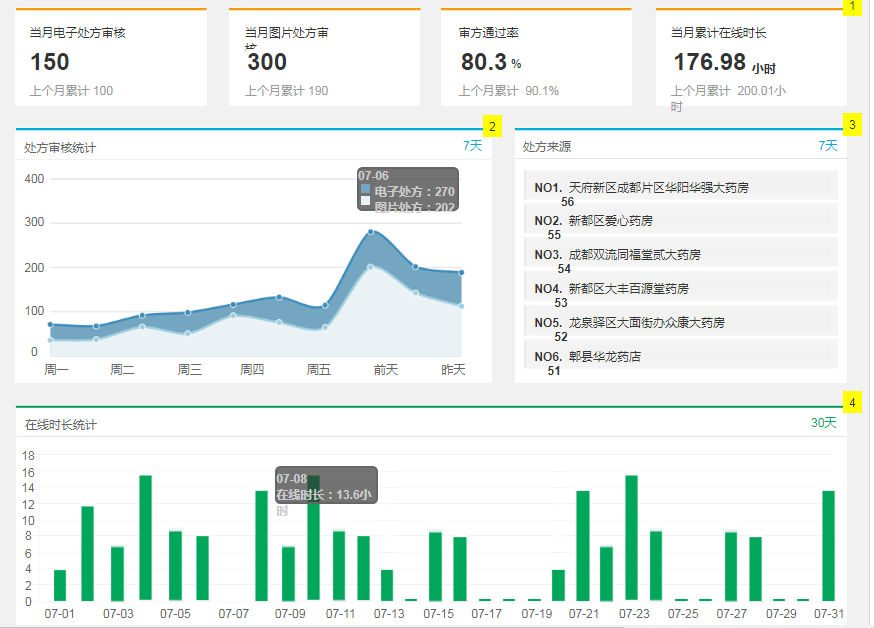 1
当月电子处方审核
150
上个月累计 100
当月图片处方审
核
300
上个月累计 190
审方通过率
80.3 %
上个月累计 90.1%
当月累计在线时长
176.98 小时
上个月累计 200.01小
时
2
处方审核统计
7天
400
300
200
100
0
07-06
电子处方：270
图片处方：202
周一
周二
周三
周四
周五
前天
昨天
3
处方来源
7天
NO1. 天府新区成都片区华阳华强大药房
56
NO2. 新都区爱心药房
55
NO3. 成都双流同福堂贰大药房
54
NO4. 新都区大丰百源堂药房
53
NO5. 龙泉驿区大面街办众康大药房
52
NO6. 郫县华龙药店
51
4
在线时长统计
30天
18
16
14
12
10
8
6
4
2
0
07-08
在线时长：13.6小
时
07-01
07-03
07-05
07-07
07-09
07-11
07-13
07-15
07-17
07-19
07-21
07-23
07-25
07-27
07-29
07-31